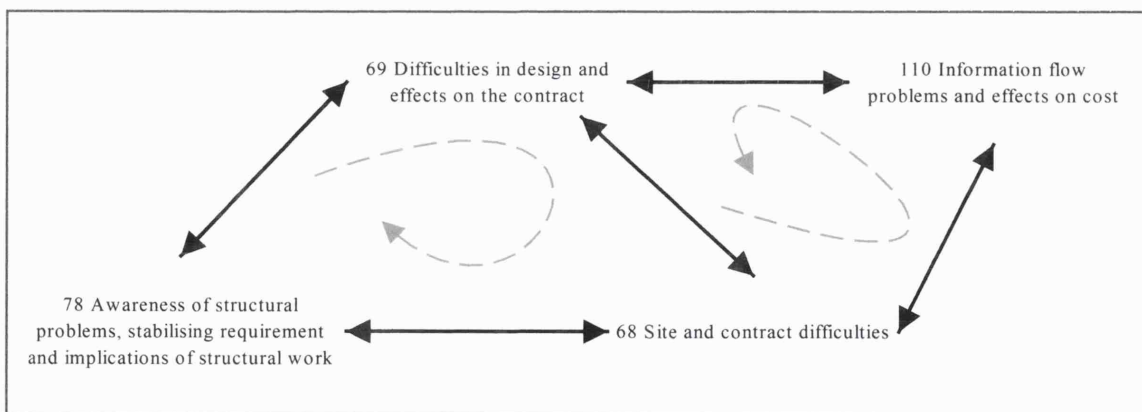 69 Difficulties in design and
effects on the contract
110 Information flow
problems and effects on cost
78 Awareness of structural
problems, stabilising requirement
and implications of structural work
68 Site and contract difficulties